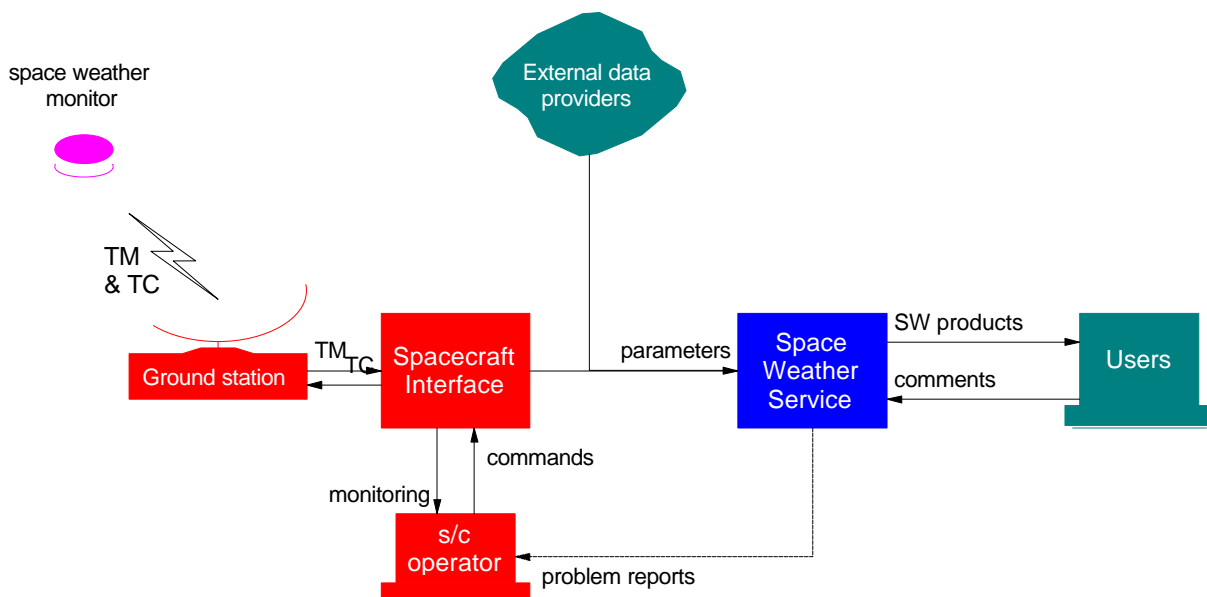 space weather
monitor
External data
providers
TM
& TC
Ground station
TM
TC
Spacecraft
Interface
parameters
Space
Weather
Service
SW products
comments
Users
commands
monitoring
s/c
operator
problem reports